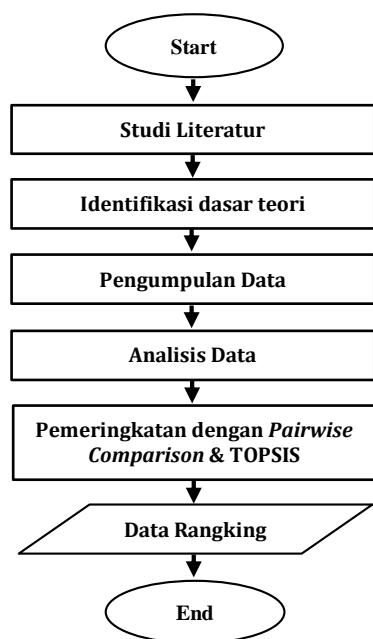 Start
Studi Literatur
Identifikasi dasar teori
Pengumpulan Data
Analisis Data
Pemeringkatan dengan Pairwise
Comparison & TOPSIS
Data Rangking
End